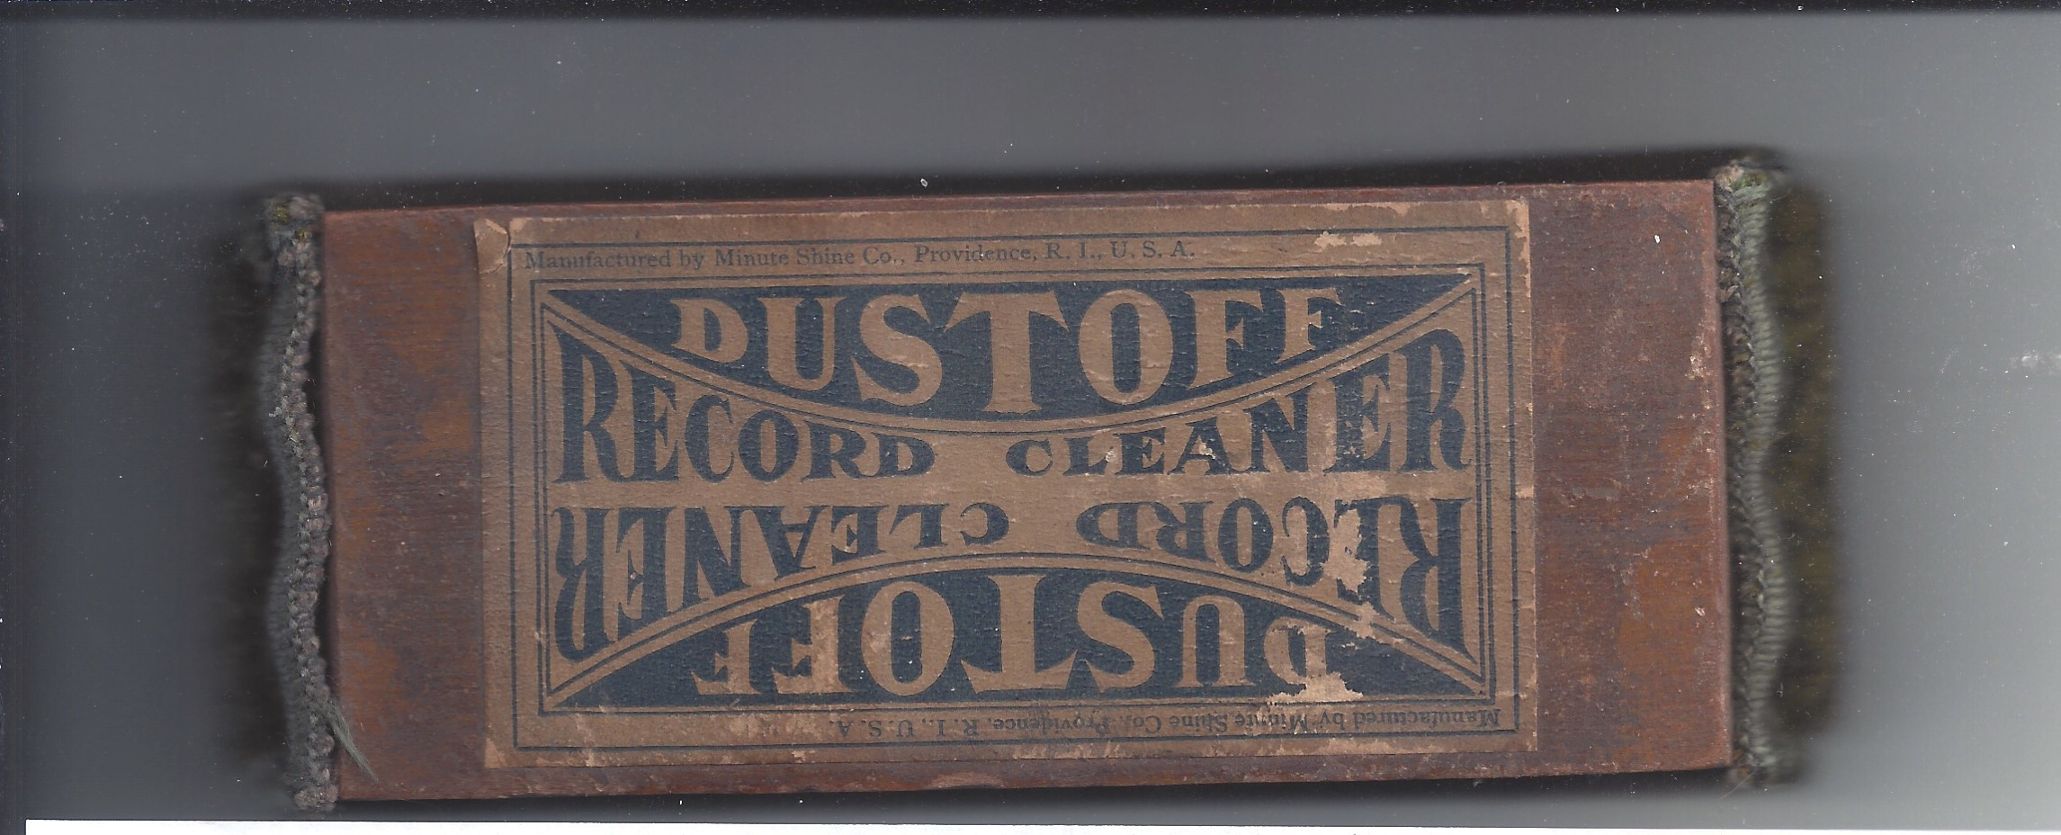 Manufactured by Minute Shine Co., Providence, R. I., U. S. A.
DUSTOFF
RECORD CLEANER
RECORD CLEANER
DUSTOFF
Manufactured by Minute Shine Co., Providence, R. I., U. S. A.